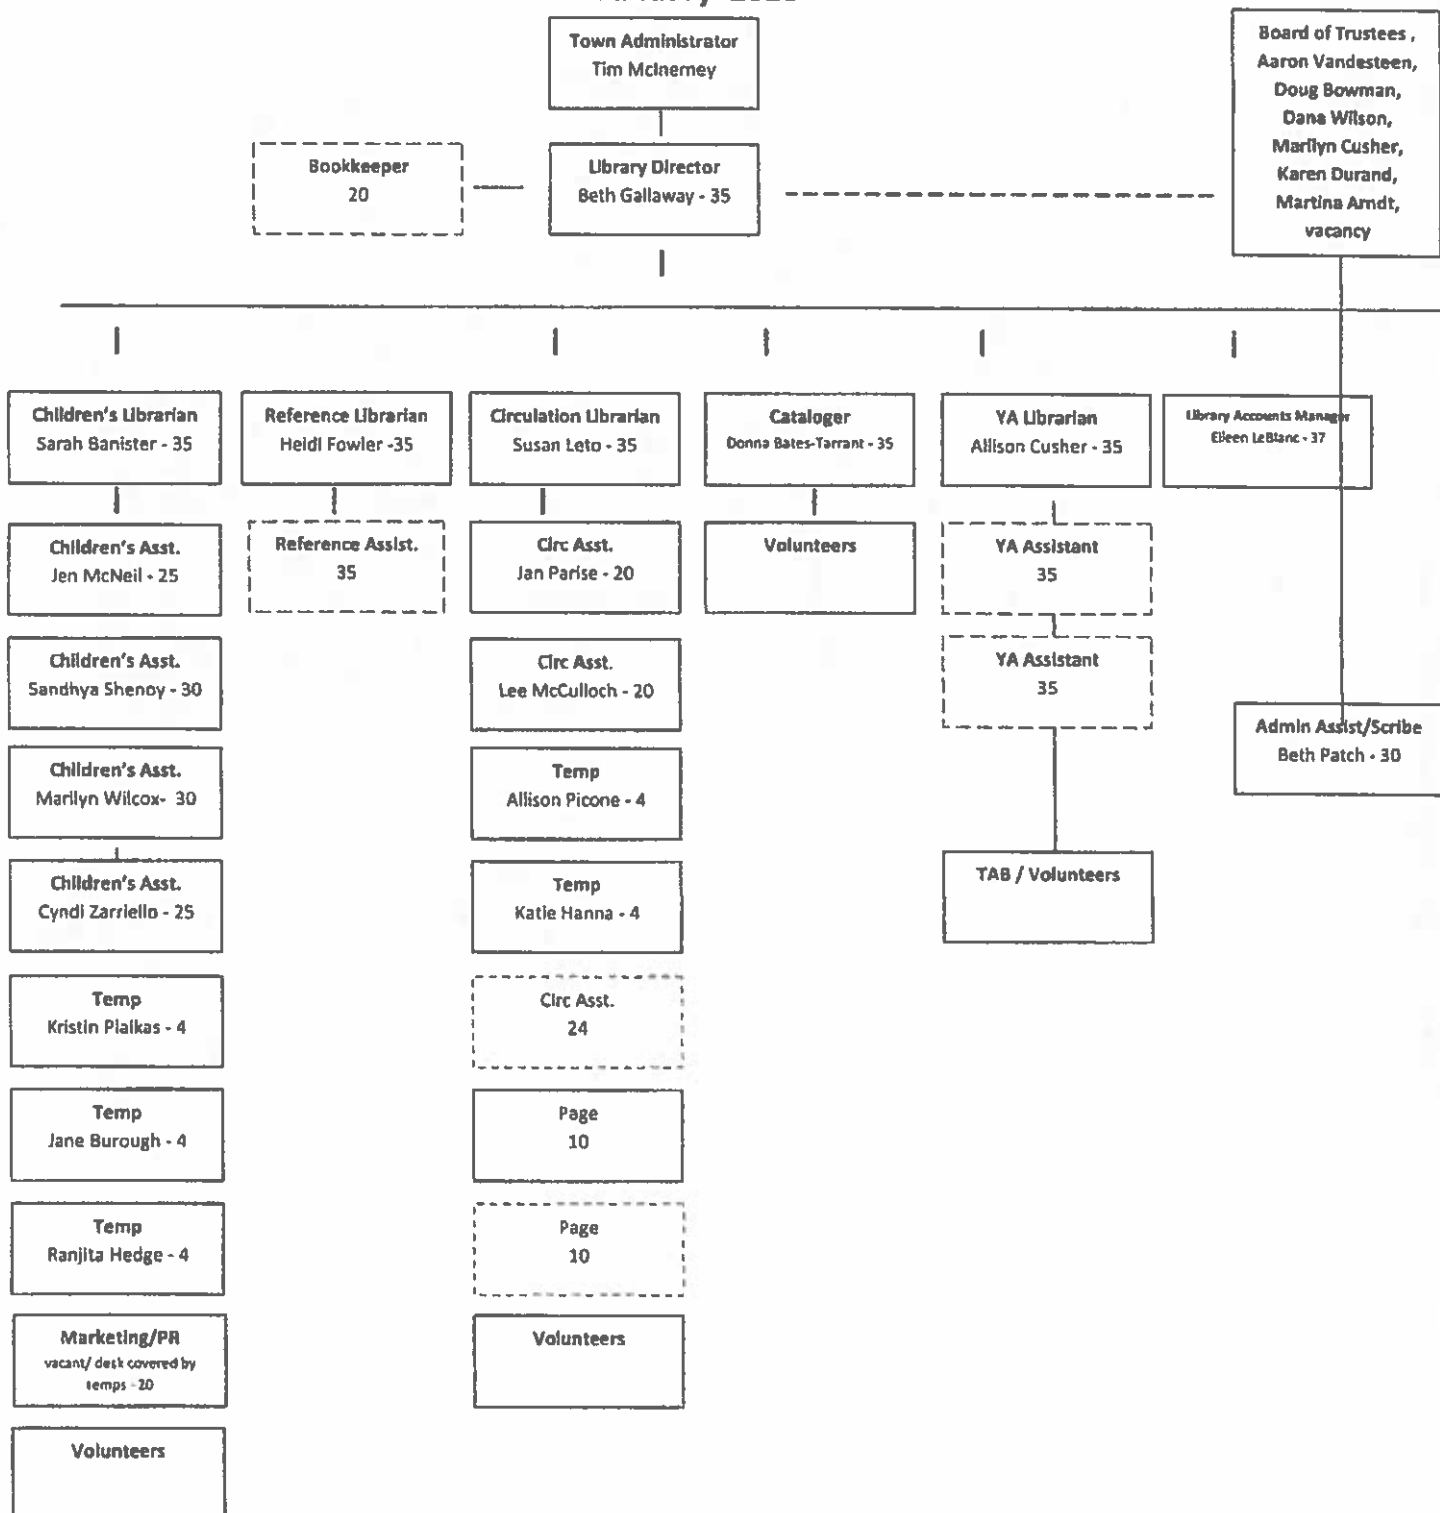 Town Administrator
Tim McInerney
Board of Trustees ,
Aaron Vandesteen,
Doug Bowman,
Dana Wilson,
Marilyn Cusher,
Karen Durand,
Martina Arndt,
vacancy
Bookkeeper
20
Library Director
Beth Gallaway - 35
Children's Librarian
Sarah Banister - 35
Reference Librarian
Heidi Fowler -35
Circulation Librarian
Susan Leto - 35
Cataloger
Donna Bates-Tarrant - 35
YA Librarian
Allison Cusher - 35
Library Accounts Manager
Eileen LeBlanc - 37
Children's Asst.
Jen McNeil - 25
Reference Assist.
35
Circ Asst.
Jan Parise - 20
Volunteers
YA Assistant
35
Children's Asst.
Sandhya Shenoy - 30
Circ Asst.
Lee McCulloch - 20
YA Assistant
35
Admin Assist/Scribe
Beth Patch - 30
Children's Asst.
Marilyn Wilcox- 30
Temp
Allison Picone - 4
Children's Asst.
Cyndi Zarriello - 25
Temp
Katie Hanna - 4
TAB / Volunteers
Temp
Kristin Plaikas - 4
Circ Asst.
24
Temp
Jane Burough - 4
Page
10
Temp
Ranjita Hedge - 4
Page
10
Marketing/PR
vacant/ desk covered by
temps - 20
Volunteers
Volunteers